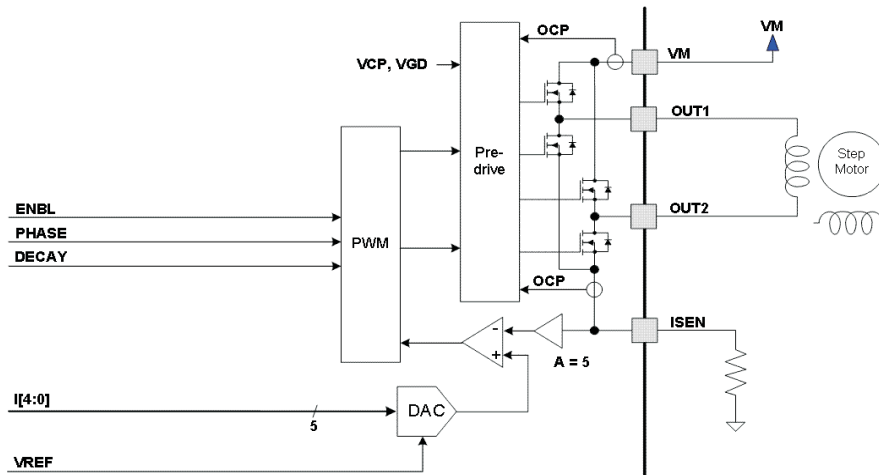 OCP
VM
VM
VCP, VGD
OUT1
Pre-
drive
Step
Motor
ENBL
OUT2
PHASE
PWM
DECAY
OCP
-
ISEN
+
A = 5
I[4:0]
5
DAC
VREF